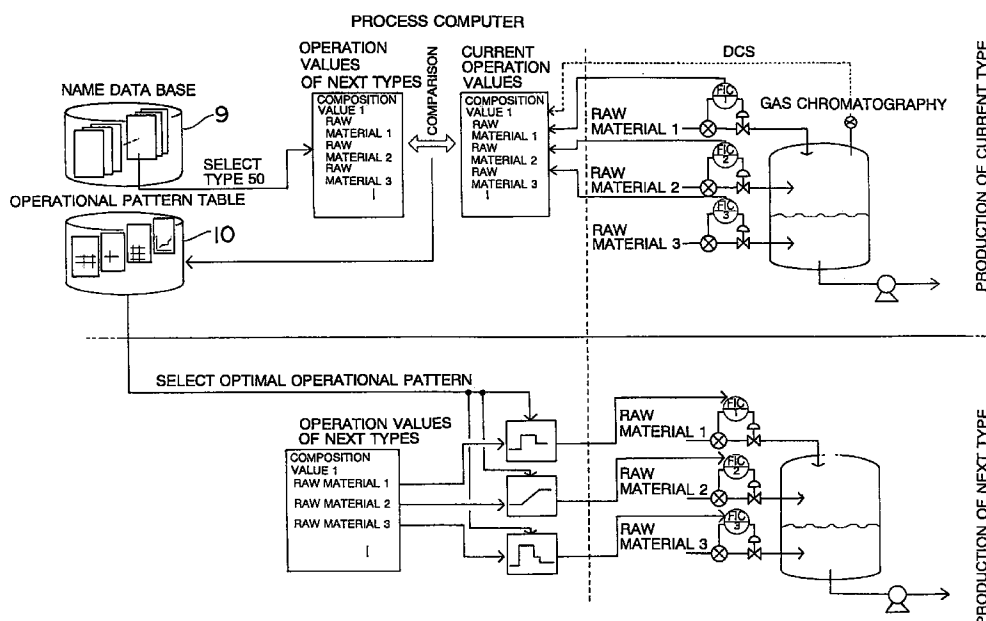 PROCESS COMPUTER
OPERATION
VALUES
OF NEXT TYPES
COMPARISON
CURRENT
OPERATION
VALUES
DCS
NAME DATA BASE
9
COMPOSITION
VALUE 1
RAW
MATERIAL 1
RAW
MATERIAL 2
RAW
MATERIAL 3
COMPOSITION
VALUE 1
RAW
MATERIAL 1
RAW
MATERIAL 2
RAW
MATERIAL 3
SELECT
TYPE 50
FIC
1
GAS CHROMATOGRAPHY
RAW
MATERIAL 1
FIC
2
RAW
MATERIAL 2
FIC
3
RAW
MATERIAL 3
PRODUCTION OF CURRENT TYPE
OPERATIONAL PATTERN TABLE
10
SELECT OPTIMAL OPERATIONAL PATTERN
OPERATION VALUES
OF NEXT TYPES
COMPOSITION
VALUE 1
RAW MATERIAL 1
RAW MATERIAL 2
RAW MATERIAL 3
RAW
MATERIAL 1
FIC
1
RAW
MATERIAL 2
FIC
2
RAW
MATERIAL 3
FIC
3
PRODUCTION OF NEXT TYPE